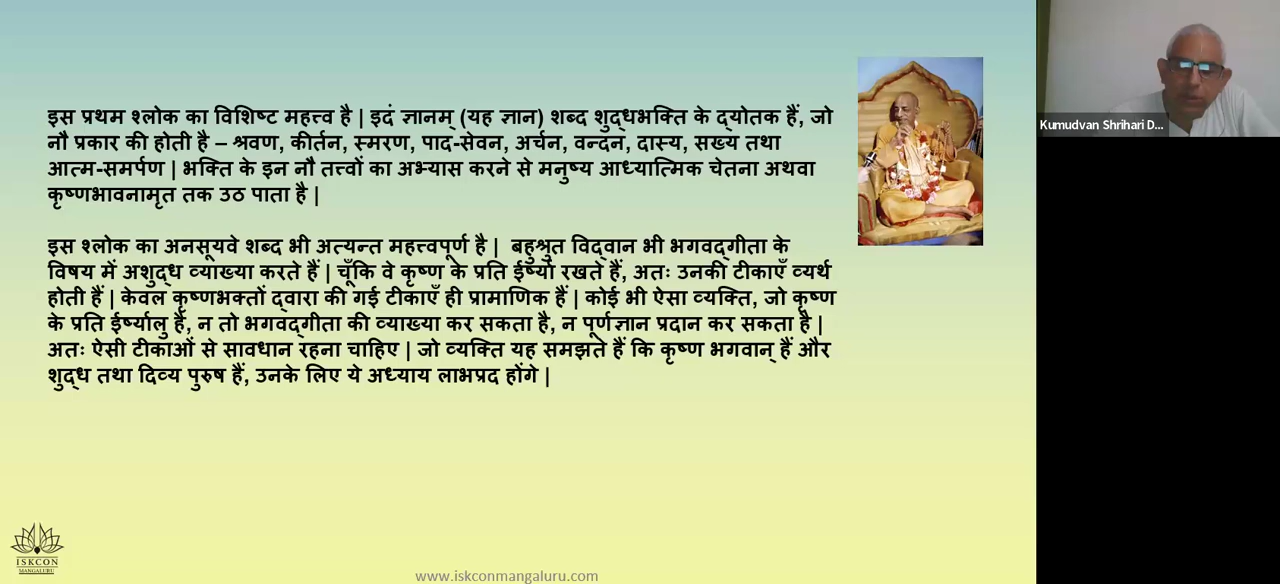 इस प्रथम श्लोक का विशिष्ट महत्त्व है | इदं ज्ञानम् (यह ज्ञान) शब्द शुद्धभक्ति के द्योतक हैं, जो
नौ प्रकार की होती है – श्रवण, कीर्तन, स्मरण, पाद-सेवन, अर्चन, वन्दन, दास्य, सख्य तथा
आत्म-समर्पण | भक्ति के इन नौ तत्त्वों का अभ्यास करने से मनुष्य आध्यात्मिक चेतना अथवा
कृष्णभावनामृत तक उठ पाता है |
इस श्लोक का अनसूयवे शब्द भी अत्यन्त महत्त्वपूर्ण है | बहुश्रुत विद्वान भी भगवद्गीता के
विषय में अशुद्ध व्याख्या करते हैं | चूँकि वे कृष्ण के प्रति ईर्ष्या रखते हैं, अतः उनकी टीकाएँ व्यर्थ
होती हैं | केवल कृष्णभक्तों द्वारा की गई टीकाएँ ही प्रामाणिक हैं | कोई भी ऐसा व्यक्ति, जो कृष्ण
के प्रति ईर्ष्यालु है, न तो भगवद्गीता की व्याख्या कर सकता है, न पूर्णज्ञान प्रदान कर सकता है |
अतः ऐसी टीकाओं से सावधान रहना चाहिए | जो व्यक्ति यह समझते हैं कि कृष्ण भगवान् हैं और
शुद्ध तथा दिव्य पुरुष हैं, उनके लिए ये अध्याय लाभप्रद होंगे |
Kumudvan Shrihari D...
ISKCON
MANGALURU
www.iskconmangaluru.com